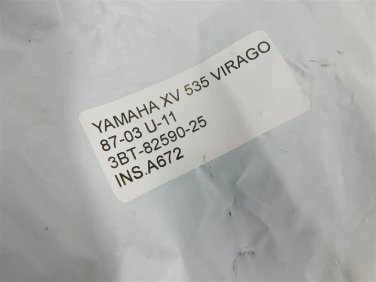 YAMAHA XV 535 VIRAGO
87-03 U-11
3BT-82590-25
INS.A672